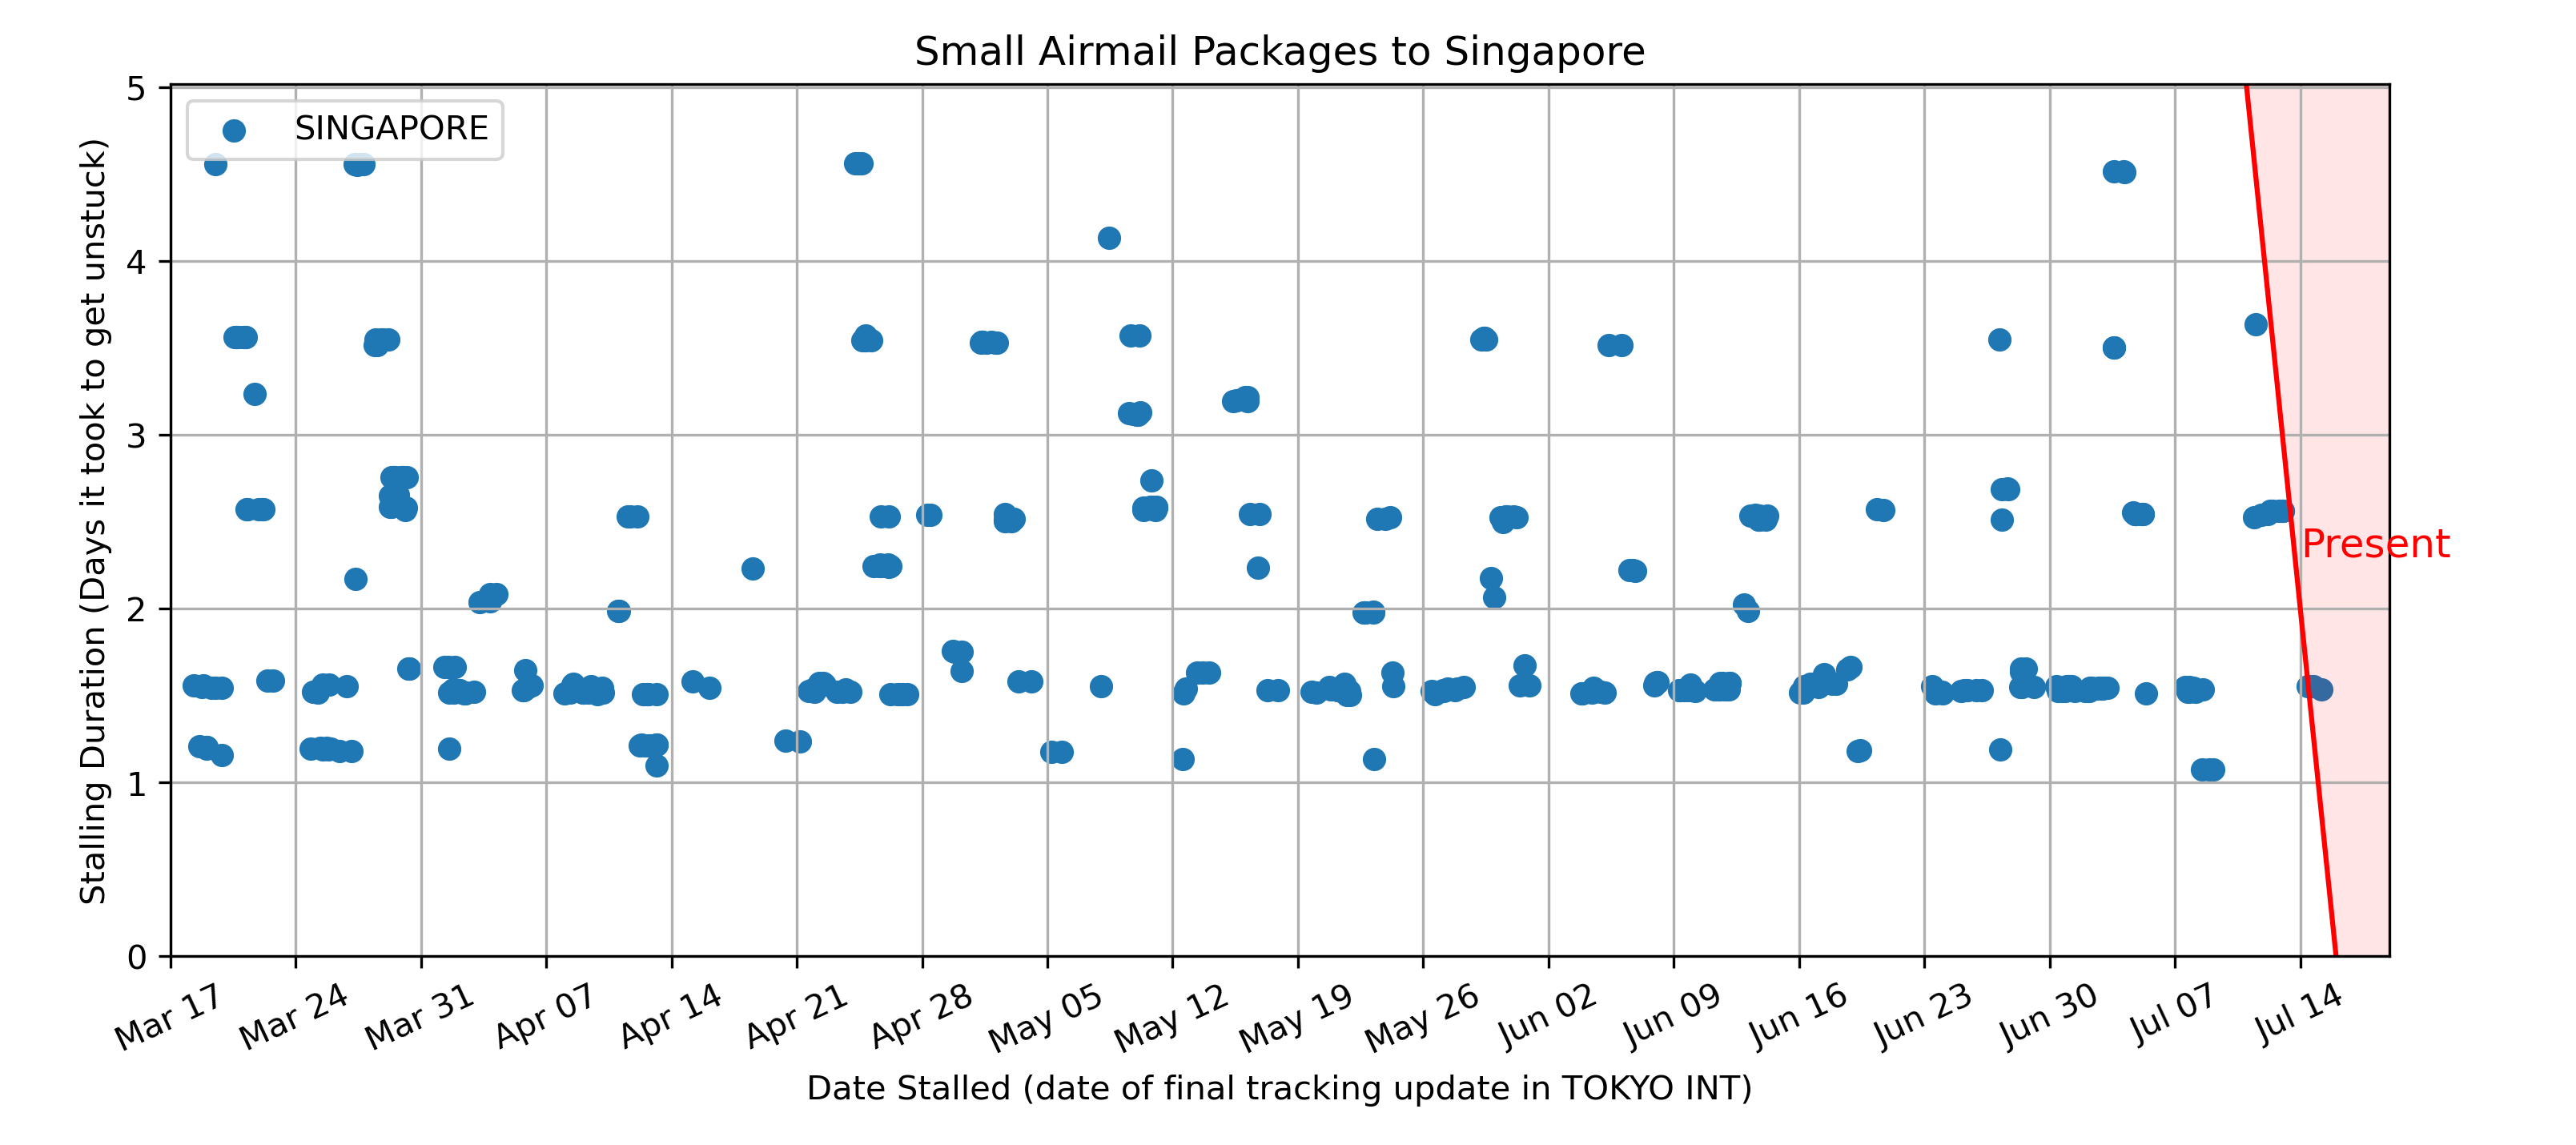 Small Airmail Packages to Singapore
SINGAPORE
Stalling Duration (Days it took to get unstuck)
5
4
3
2
1
0
Present
Mar 17
Mar 24
Mar 31
Apr 07
Apr 14
Apr 21
Apr 28
May 05
May 12
May 19
May 26
Jun 02
Jun 09
Jun 16
Jun 23
Jun 30
Jul 07
Jul 14
Date Stalled (date of final tracking update in TOKYO INT)